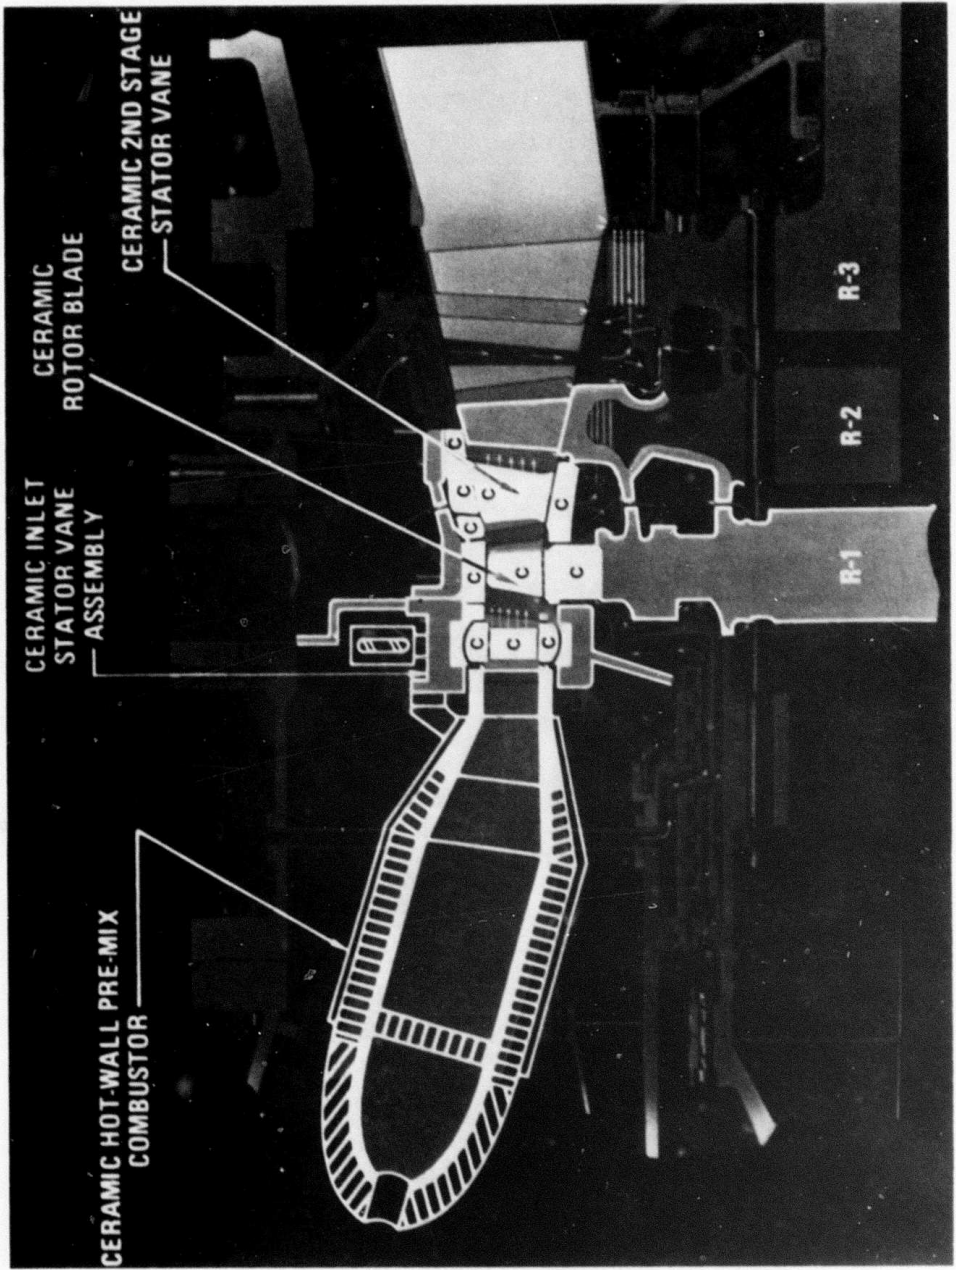 CERAMIC HOT-WALL PRE-MIX
COMBUSTOR
CERAMIC INLET
STATOR VANE
ASSEMBLY
CERAMIC
ROTOR BLADE
CERAMIC 2ND STAGE
STATOR VANE
C
C
C
C
C
C
C
C
C
C
C
R-1
R-2
R-3